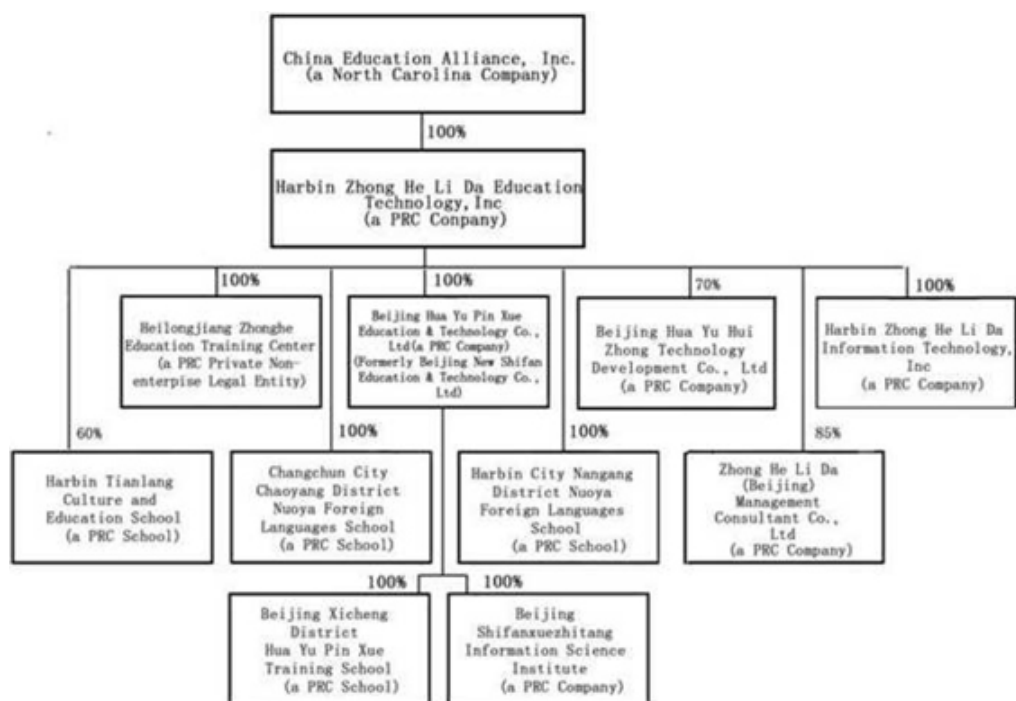 China Education Alliance, Inc.
(a North Carolina Company)
100%
Harbin Zhong He Li Da Education
Technology,Inc
(a PRC Conpany)
100%
100%
70%
100%
Heilongjiang Zhonghe
Education Training Center
(a PRC Private Non-
enterpise Legal Entity)
Beijing Hua Yu Pin Xue
Education & Technology Co.,
Ltd(a PRC Company)
(Formerly Beijing New Shifan
Education & Technology Co.,
Ltd)
Beijing Hua Yu Hui
Zhong Technology
Development Co., Ltd
(a PRC Company)
Harbin Zhong He Li Da
Information Technology,
Inc
(a PRC Company)
60%
100%
100%
85%
Harbin Tianlang
Culture and
Education School
(a PRC School)
Changchun City
Chaoyang District
Nuoya Foreign
Languages School
(a PRC School)
Harbin City Nangang
District Nuoya
Foreign Languages
School
(a PRC School)
Zhong He Li Da
(Beijing)
Management
Consultant Co.,
Ltd
(a PRC Company)
100%
100%
Beijing Xicheng
District
Hua Yu Pin Xue
Training School
(a PRC School)
Beijing
Shifanxuezhitang
Information Science
Institute
(a PRC Company)